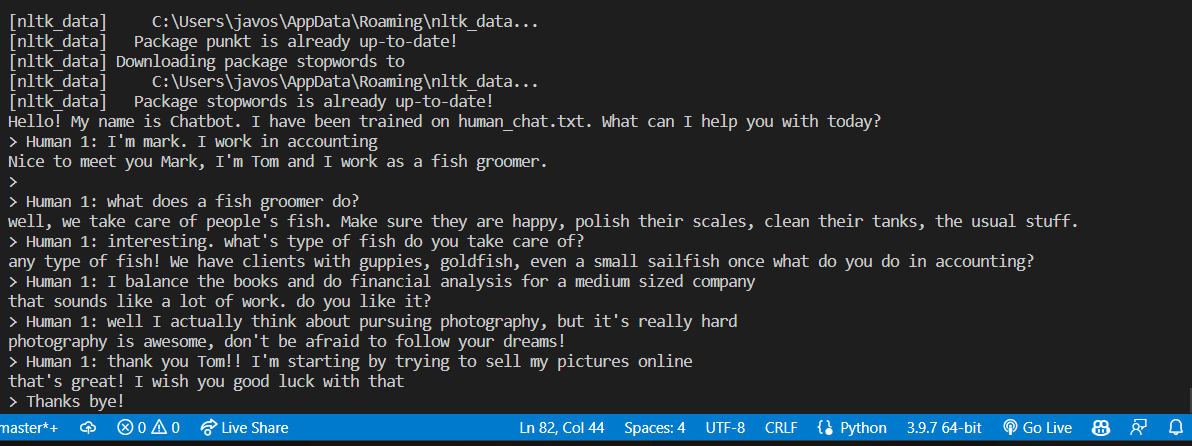 [nltk_data]     C:\Users\javos\AppData\Roaming\nltk_data...
[nltk_data]   Package punkt is already up-to-date!
[nltk_data] Downloading package stopwords to
[nltk_data]     C:\Users\javos\AppData\Roaming\nltk_data...
[nltk_data]   Package stopwords is already up-to-date!
Hello! My name is Chatbot. I have been trained on human_chat.txt. What can I help you with today?
> Human 1: I'm mark. I work in accounting
Nice to meet you Mark, I'm Tom and I work as a fish groomer.
>
> Human 1: what does a fish groomer do?
well, we take care of people's fish. Make sure they are happy, polish their scales, clean their tanks, the usual stuff.
> Human 1: interesting. what's type of fish do you take care of?
any type of fish! We have clients with guppies, goldfish, even a small sailfish once what do you do in accounting?
> Human 1: I balance the books and do financial analysis for a medium sized company
that sounds like a lot of work. do you like it?
> Human 1: well I actually think about pursuing photography, but it's really hard
photography is awesome, don't be afraid to follow your dreams!
> Human 1: thank you Tom!! I'm starting by trying to sell my pictures online
that's great! I wish you good luck with that
> Thanks bye!
master*+ 0 0 Live Share Ln 82, Col 44 Spaces: 4 UTF-8 CRLF Python 3.9.7 64-bit Go Live